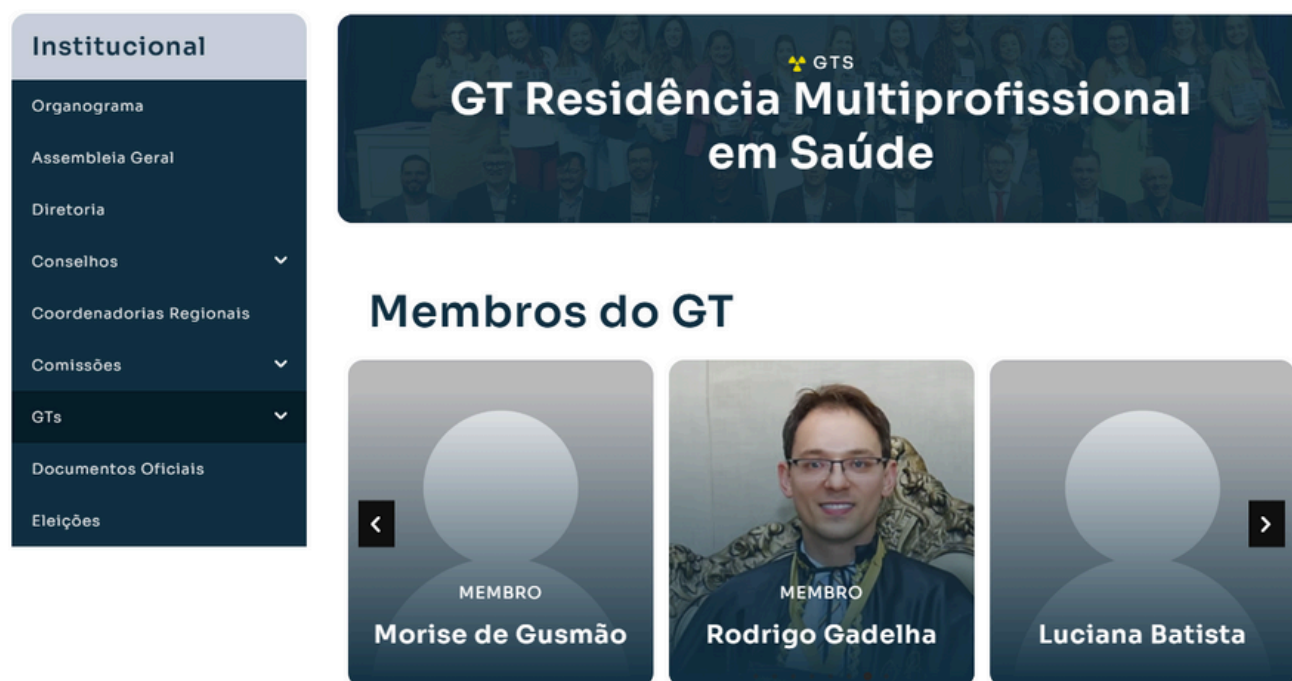 Institucional
Organograma
Assembleia Geral
Diretoria
Conselhos
Coordenadorias Regionais
Comissões
GTs
Documentos Oficiais
Eleições
GTS
GT Residência Multiprofissional
em Saúde
Membros do GT
MEMBRO
Morise de Gusmão
MEMBRO
Rodrigo Gadelha
Luciana Batista